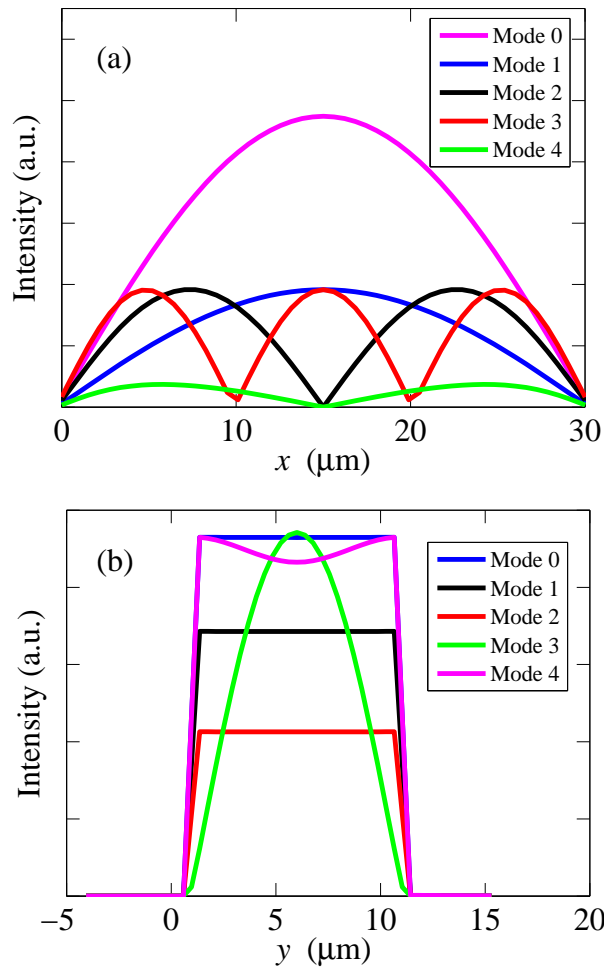 (a)
Mode 0
Mode 1
Mode 2
Mode 3
Mode 4
Intensity (a.u.)
0 10 20 30
x (μm)
(b)
Mode 0
Mode 1
Mode 2
Mode 3
Mode 4
Intensity (a.u.)
−5 0 5 10 15 20
y (μm)